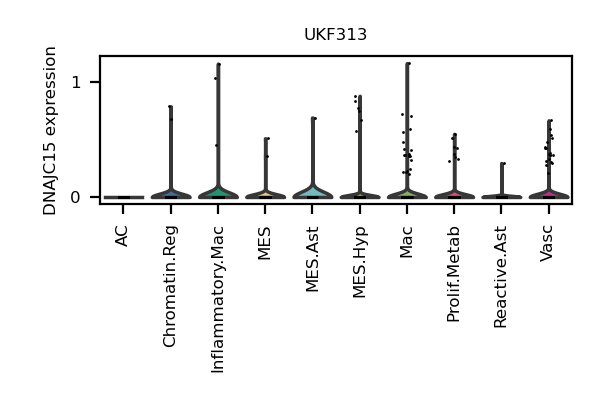 UKF313
DNAJC15 expression
1
0
AC
Chromatin.Reg
Inflammatory.Mac
MES
MES.Ast
MES.Hyp
Mac
Prolif.Metab
Reactive.Ast
Vasc